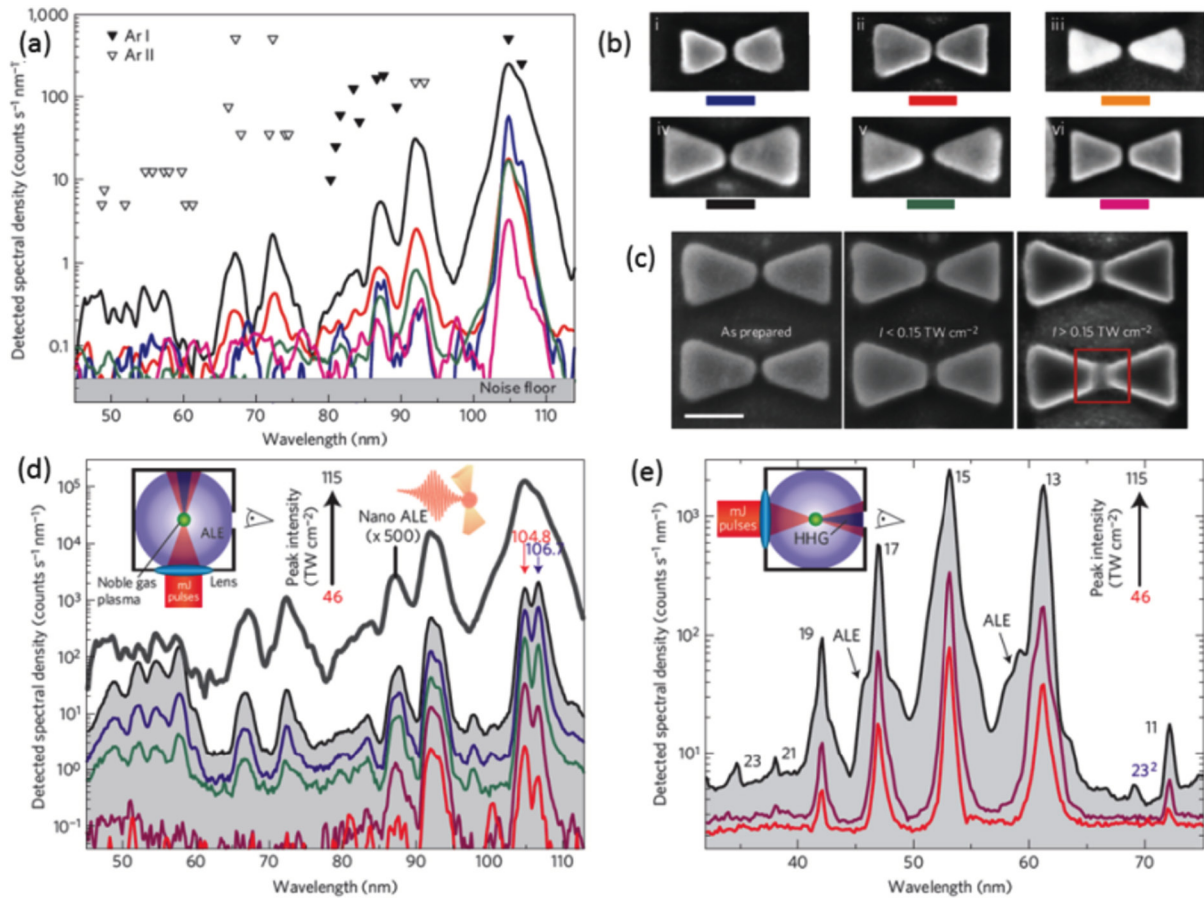 (a)
1,000
100
10
1
0.1
Detected spectral density (counts s⁻¹ nm⁻¹)
▼ Ar I
▽ Ar II
Noise floor
50 60 70 80 90 100 110
Wavelength (nm)
(b)
i
ii
iii
iv
v
vi
(c)
As prepared
I < 0.15 TW cm⁻²
I > 0.15 TW cm⁻²
(d)
10⁵
10⁴
10³
10²
10¹
10⁰
10⁻¹
Detected spectral density (counts s⁻¹ nm⁻¹)
ALE
Noble gas
plasma
mJ
pulses
Lens
115
Peak intensity
(TW cm⁻²)
46
Nano ALE
(x 500)
104.8
106.7
50 60 70 80 90 100 110
Wavelength (nm)
(e)
10³
10²
10¹
Detected spectral density (counts s⁻¹ nm⁻¹)
mJ
pulses
HHG
115
Peak intensity
(TW cm⁻²)
46
23
21
19
ALE
17
15
ALE
13
23²
11
40 50 60 70
Wavelength (nm)